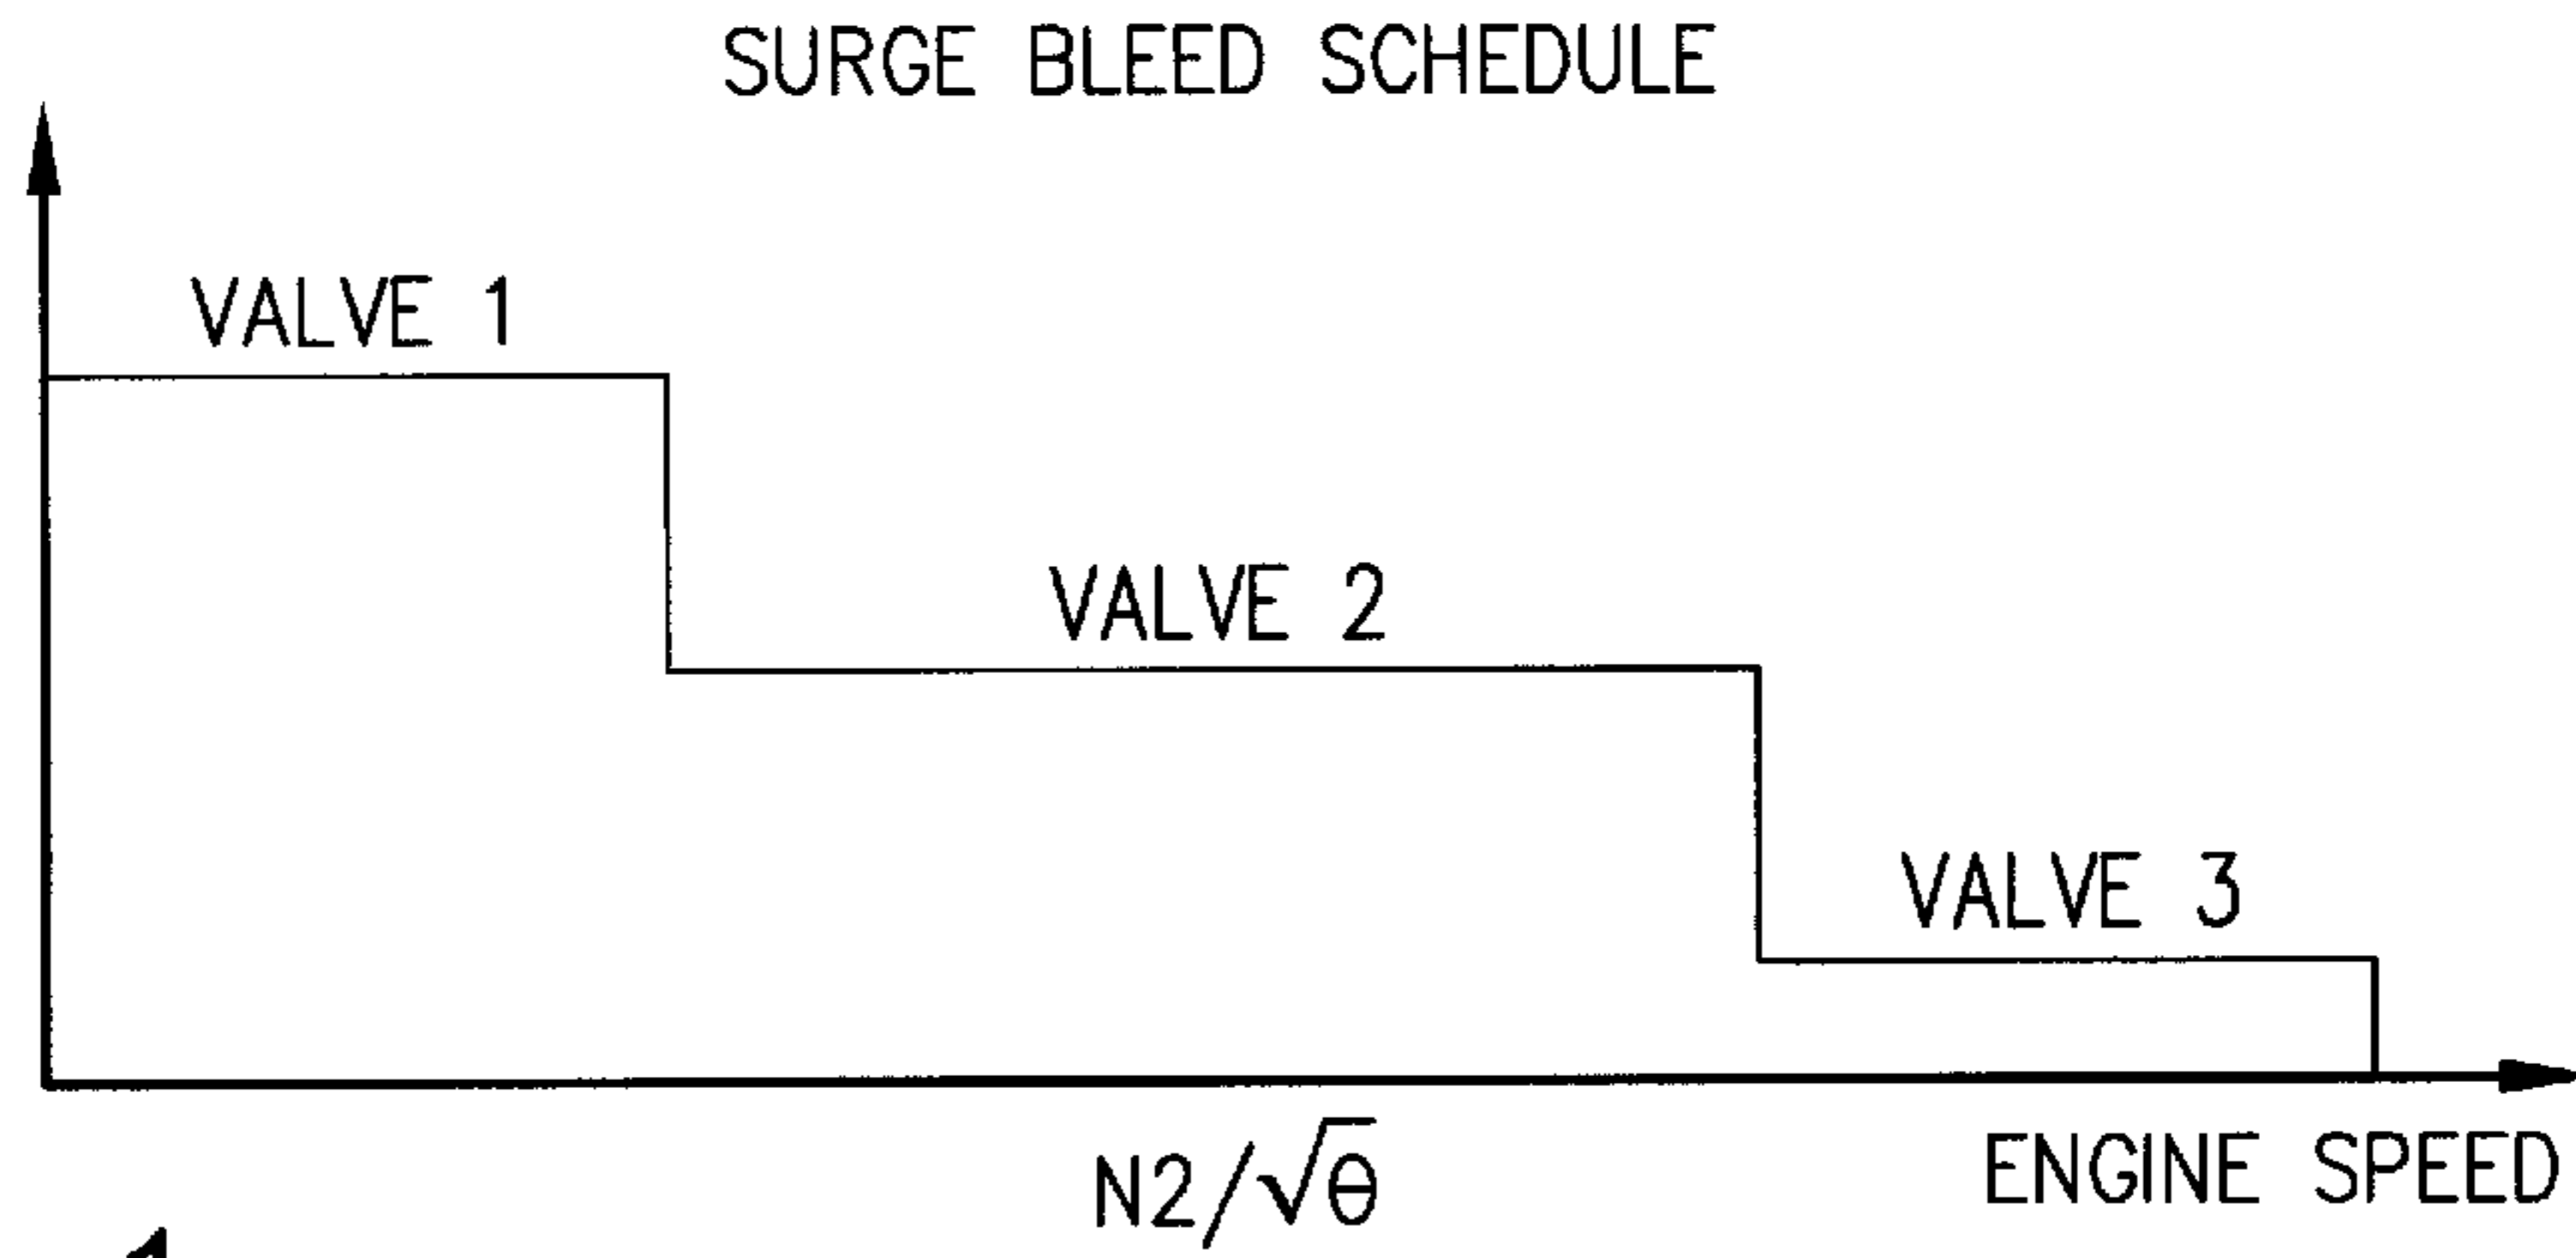 SURGE BLEED SCHEDULE
VALVE 1
VALVE 2
VALVE 3
N2/√θ
ENGINE SPEED